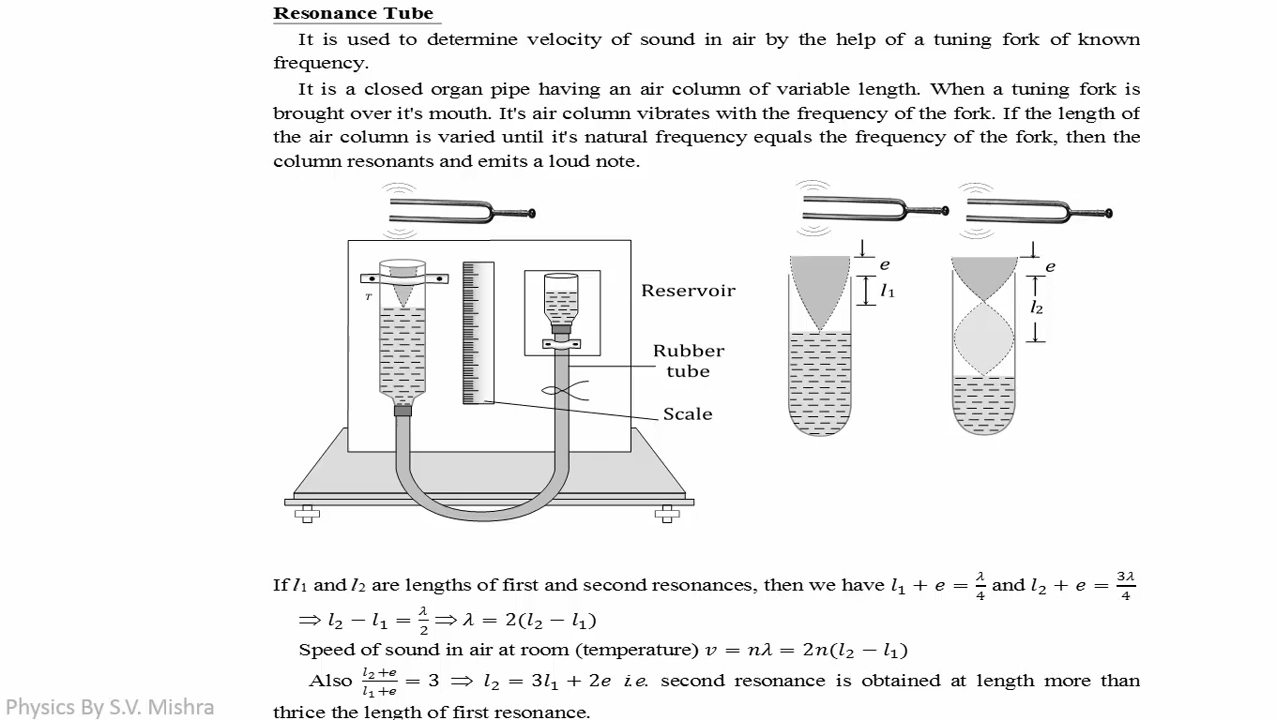 Resonance Tube
It is used to determine velocity of sound in air by the help of a tuning fork of known
frequency.
It is a closed organ pipe having an air column of variable length. When a tuning fork is
brought over it's mouth. It's air column vibrates with the frequency of the fork. If the length of
the air column is varied until it's natural frequency equals the frequency of the fork, then the
column resonants and emits a loud note.
T
Reservoir
Rubber
tube
Scale
e
l₁
e
l₂
If l₁ and l₂ are lengths of first and second resonances, then we have l₁ + e = λ/4 and l₂ + e = 3λ/4
⟹ l₂ − l₁ = λ/2 ⟹ λ = 2(l₂ − l₁)
Speed of sound in air at room (temperature) v = nλ = 2n(l₂ − l₁)
Also (l₂+e)/(l₁+e) = 3 ⟹ l₂ = 3l₁ + 2e i.e. second resonance is obtained at length more than
thrice the length of first resonance.
Physics By S.V. Mishra